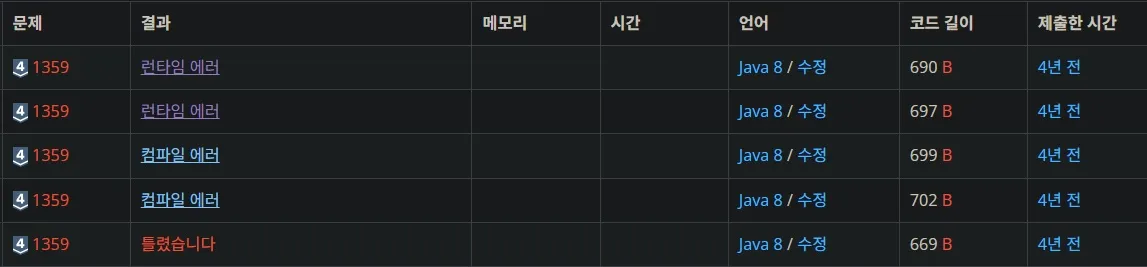 문제 결과 메모리 시간 언어 코드 길이 제출한 시간
4 1359 런타임 에러 Java 8 / 수정 690 B 4년 전
4 1359 런타임 에러 Java 8 / 수정 697 B 4년 전
4 1359 컴파일 에러 Java 8 / 수정 699 B 4년 전
4 1359 컴파일 에러 Java 8 / 수정 702 B 4년 전
4 1359 틀렸습니다 Java 8 / 수정 669 B 4년 전